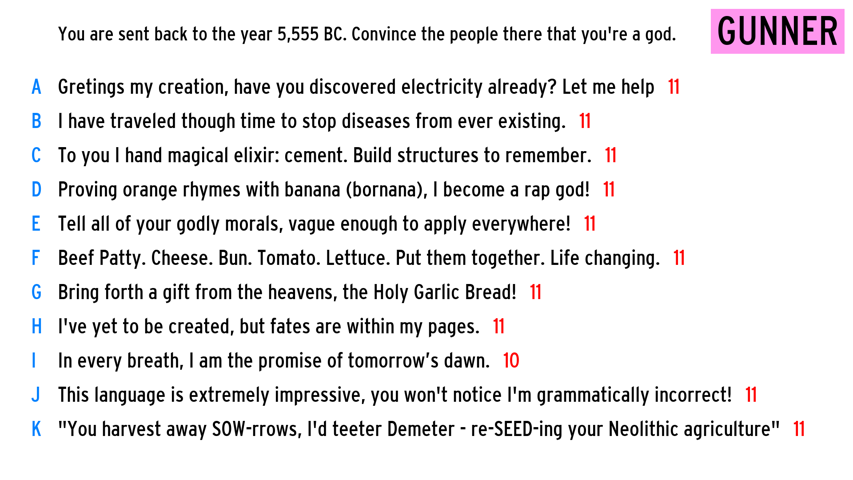 You are sent back to the year 5,555 BC. Convince the people there that you're a god.
GUNNER
A Gretings my creation, have you discovered electricity already? Let me help 11
B I have traveled though time to stop diseases from ever existing. 11
C To you I hand magical elixir: cement. Build structures to remember. 11
D Proving orange rhymes with banana (bornana), I become a rap god! 11
E Tell all of your godly morals, vague enough to apply everywhere! 11
F Beef Patty. Cheese. Bun. Tomato. Lettuce. Put them together. Life changing. 11
G Bring forth a gift from the heavens, the Holy Garlic Bread! 11
H I've yet to be created, but fates are within my pages. 11
I In every breath, I am the promise of tomorrow’s dawn. 10
J This language is extremely impressive, you won't notice I'm grammatically incorrect! 11
K "You harvest away SOW-rrows, I'd teeter Demeter - re-SEED-ing your Neolithic agriculture" 11